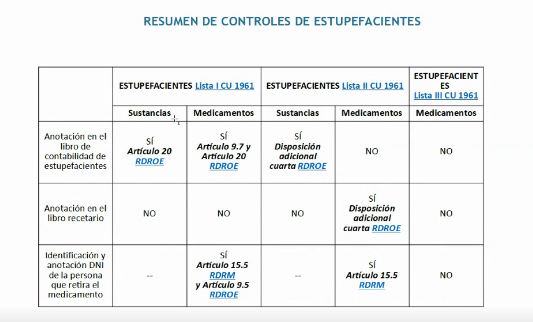 RESUMEN DE CONTROLES DE ESTUPEFACIENTES
ESTUPEFACIENTES Lista I CU 1961
ESTUPEFACIENTES Lista II CU 1961
ESTUPEFACIENT
ES
Lista III CU 1961
Sustancias
Medicamentos
Sustancias
Medicamentos
Medicamentos
Anotación en el
libro de
contabilidad de
estupefacientes
SÍ
Artículo 20
RDROE
SÍ
Artículo 9.7 y
Artículo 20
RDROE
SÍ
Disposición
adicional
cuarta RDROE
NO
NO
Anotación en el
libro recetario
NO
NO
NO
SÍ
Disposición
adicional
cuarta RDROE
NO
Identificación y
anotación DNI
de la persona
que retira el
medicamento
--
SÍ
Artículo 15.5
RDRM
y Artículo 9.5
RDROE
--
SÍ
Artículo 15.5
RDRM
NO